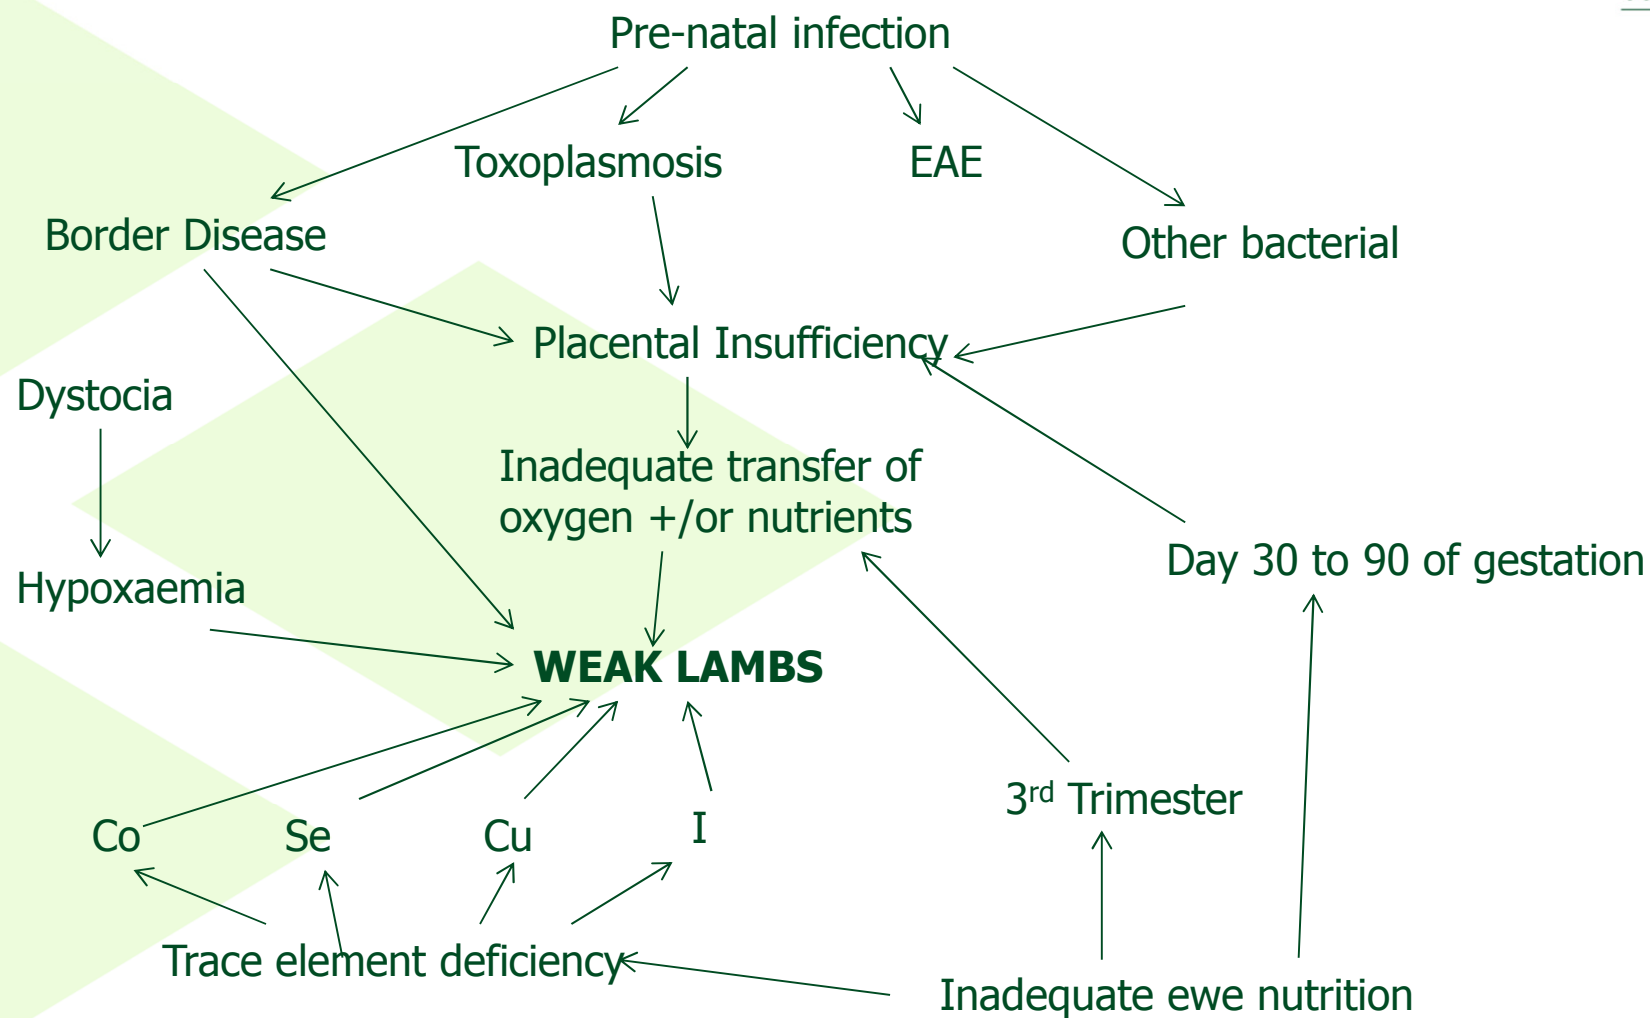 Pre-natal infection
Toxoplasmosis
EAE
Border Disease
Other bacterial
Placental Insufficiency
Dystocia
Inadequate transfer of
oxygen +/or nutrients
Day 30 to 90 of gestation
Hypoxaemia
WEAK LAMBS
3rd Trimester
Co
Se
Cu
I
Trace element deficiency
Inadequate ewe nutrition